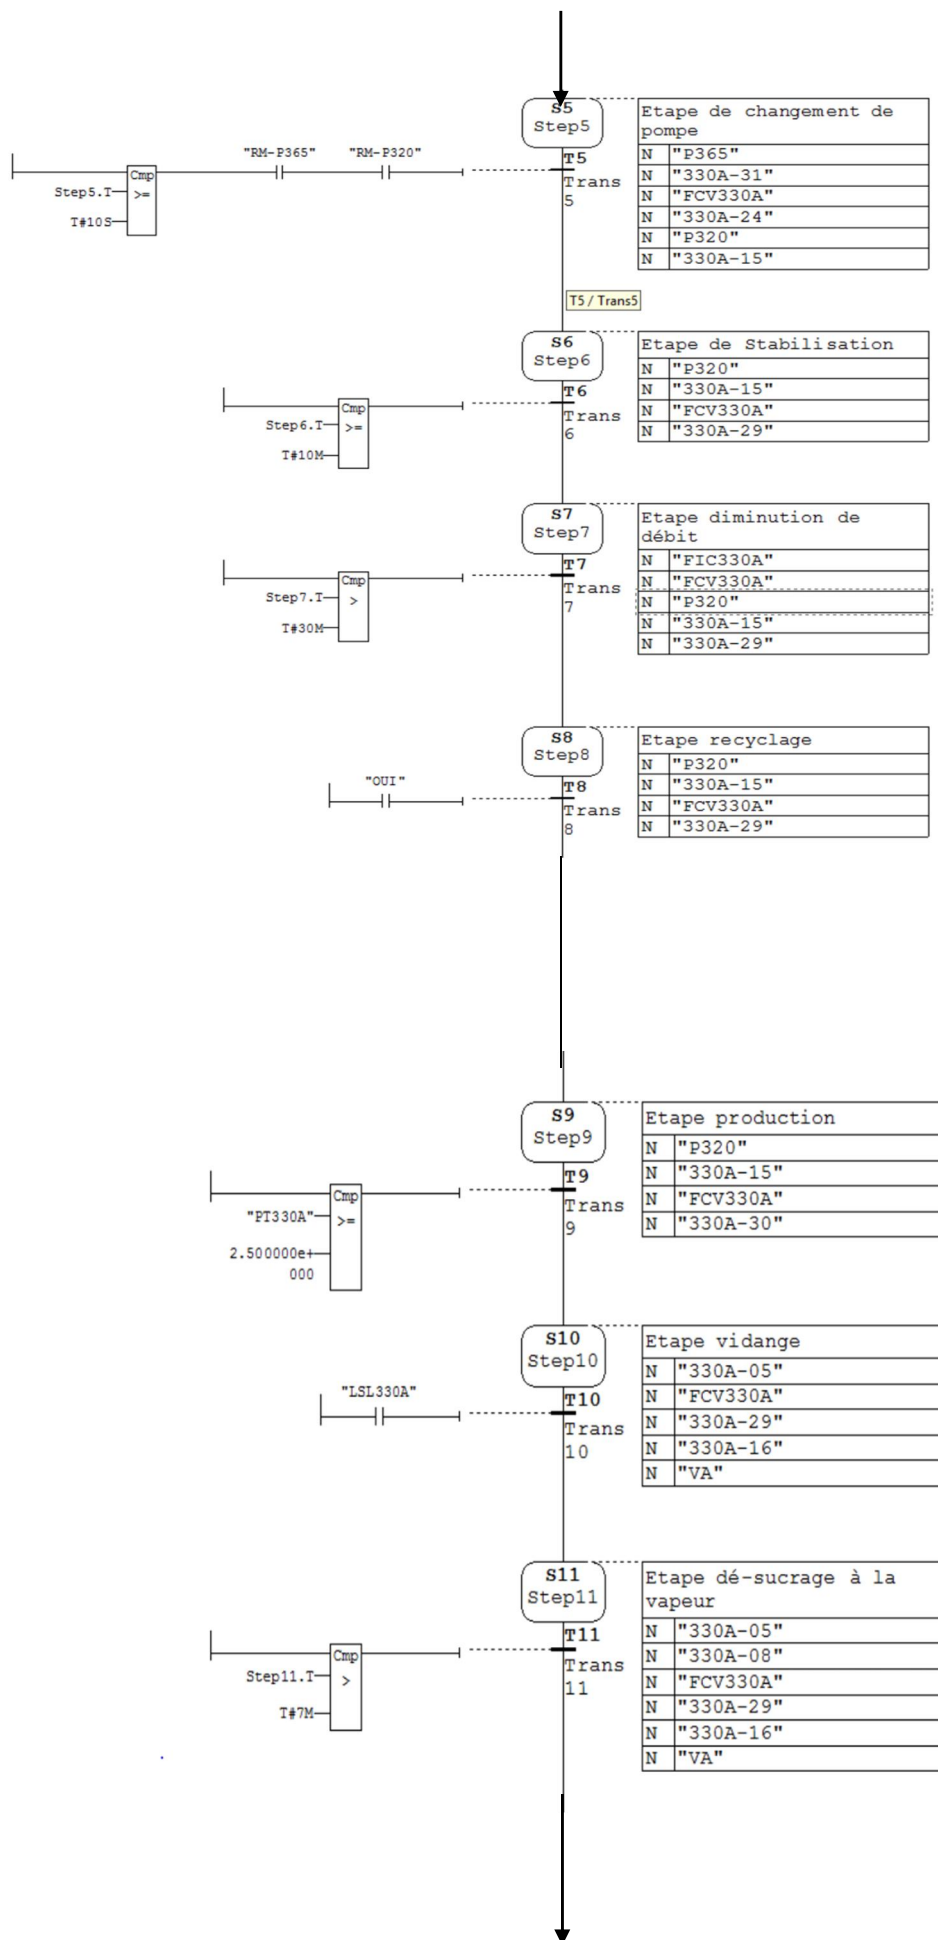 S5
Step5
Etape de changement de
pompe
N "P365"
N "330A-31"
N "FCV330A"
N "330A-24"
N "P320"
N "330A-15"
"RM-P365" "RM-P320"
Cmp
>=
Step5.T
T#10S
T5
Trans
5
T5 / Trans5
S6
Step6
Etape de Stabilisation
N "P320"
N "330A-15"
N "FCV330A"
N "330A-29"
Cmp
>=
Step6.T
T#10M
T6
Trans
6
S7
Step7
Etape diminution de
débit
N "FIC330A"
N "FCV330A"
N "P320"
N "330A-15"
N "330A-29"
Cmp
>
Step7.T
T#30M
T7
Trans
7
S8
Step8
Etape recyclage
N "P320"
N "330A-15"
N "FCV330A"
N "330A-29"
"OUI"
T8
Trans
8
S9
Step9
Etape production
N "P320"
N "330A-15"
N "FCV330A"
N "330A-30"
Cmp
>=
"PT330A"
2.500000e+
000
T9
Trans
9
S10
Step10
Etape vidange
N "330A-05"
N "FCV330A"
N "330A-29"
N "330A-16"
N "VA"
"LSL330A"
T10
Trans
10
S11
Step11
Etape dé-sucrage à la
vapeur
N "330A-05"
N "330A-08"
N "FCV330A"
N "330A-29"
N "330A-16"
N "VA"
Cmp
>
Step11.T
T#7M
T11
Trans
11